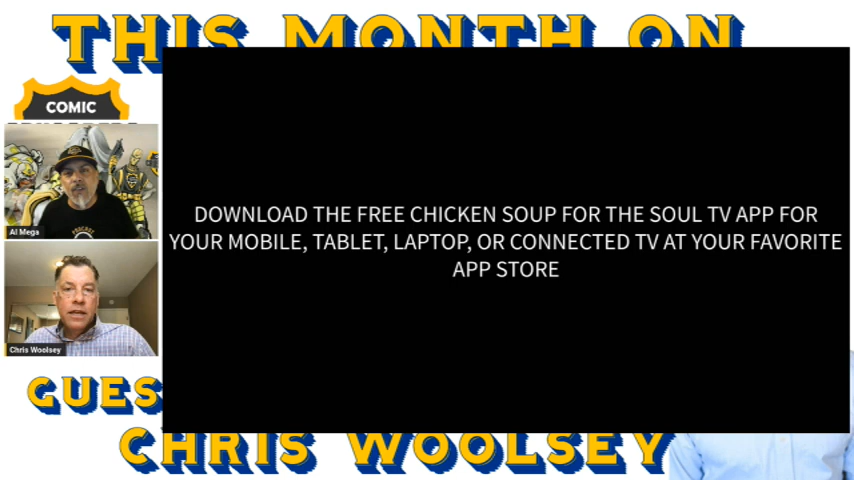 THIS MONTH ON
COMIC
PODCAST
Al Mega
DOWNLOAD THE FREE CHICKEN SOUP FOR THE SOUL TV APP FOR
YOUR MOBILE, TABLET, LAPTOP, OR CONNECTED TV AT YOUR FAVORITE
APP STORE
Chris Woolsey
GUES
CHRIS WOOLSEY